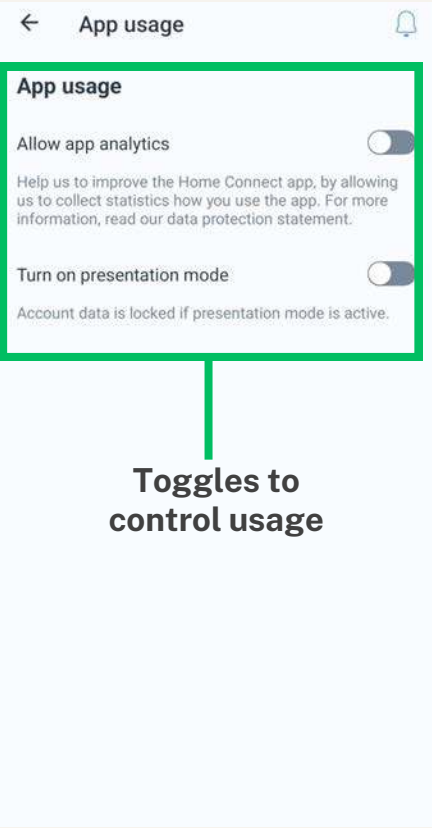 App usage
App usage
Allow app analytics
Help us to improve the Home Connect app, by allowing
us to collect statistics how you use the app. For more
information, read our data protection statement.
Turn on presentation mode
Account data is locked if presentation mode is active.
Toggles to
control usage